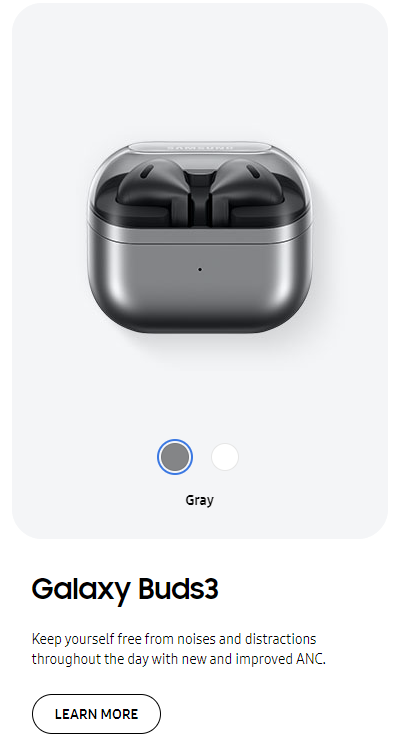 SAMSUNG
Gray
Galaxy Buds3
Keep yourself free from noises and distractions
throughout the day with new and improved ANC.
LEARN MORE